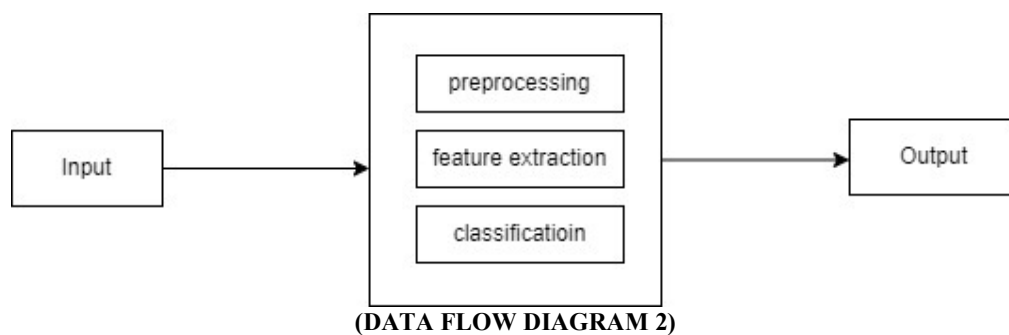 Input
preprocessing
feature extraction
classificatioin
Output
(DATA FLOW DIAGRAM 2)